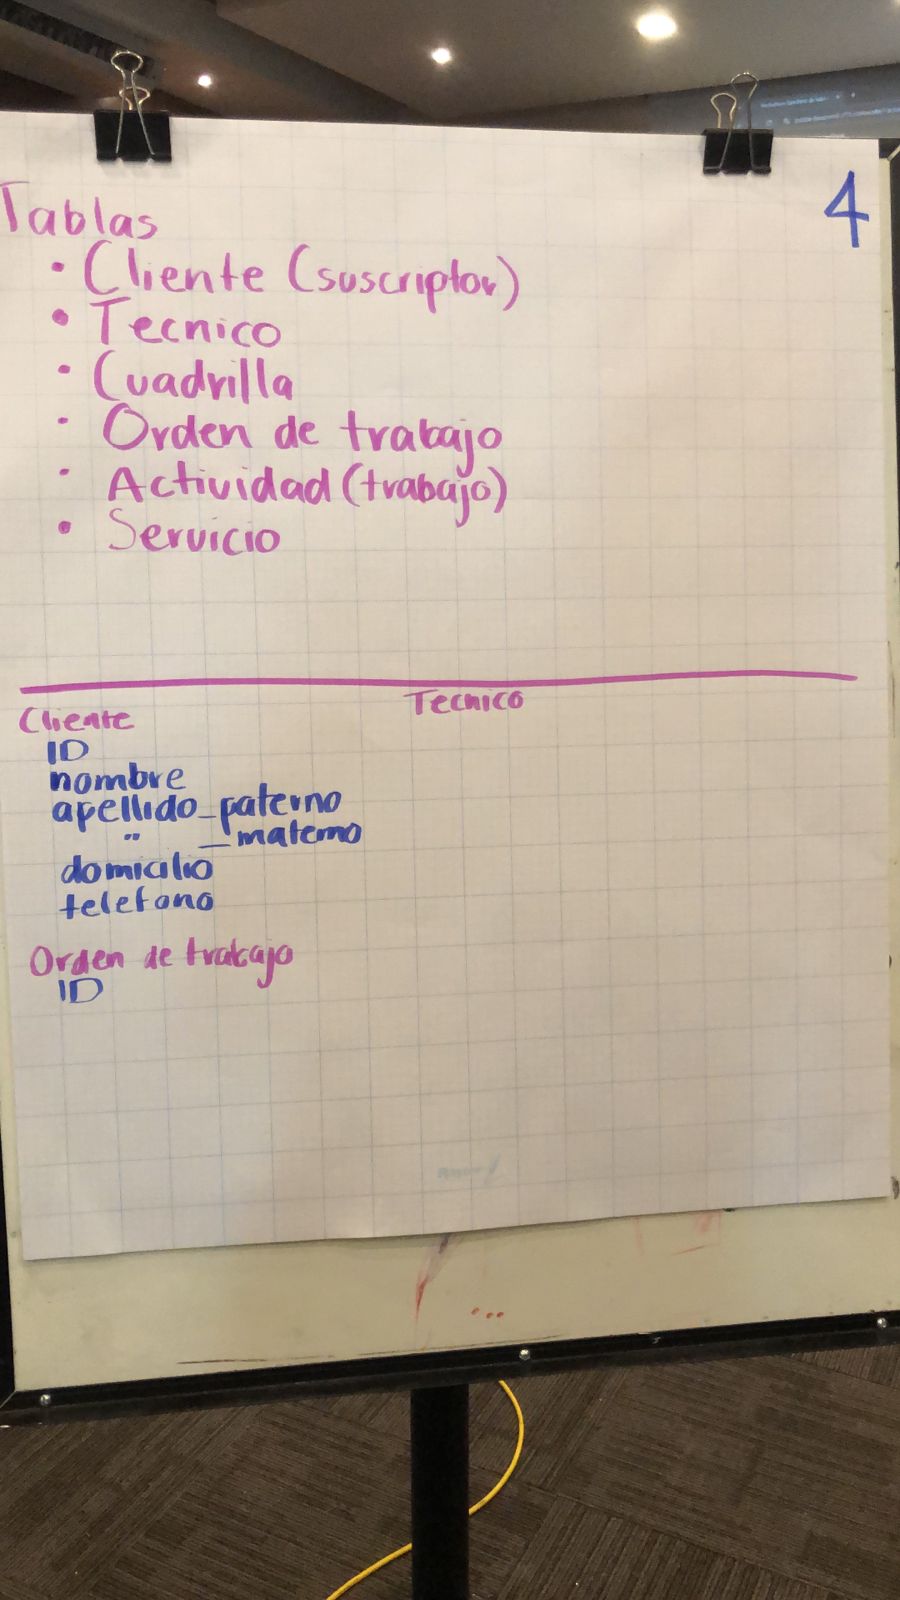 4
Tablas
• Cliente (suscriptor)
• Tecnico
• Cuadrilla
• Orden de trabajo
• Actividad (trabajo)
• Servicio
Cliente
ID
nombre
apellido_paterno
" _materno
domicilio
telefono
Orden de trabajo
ID
Tecnico